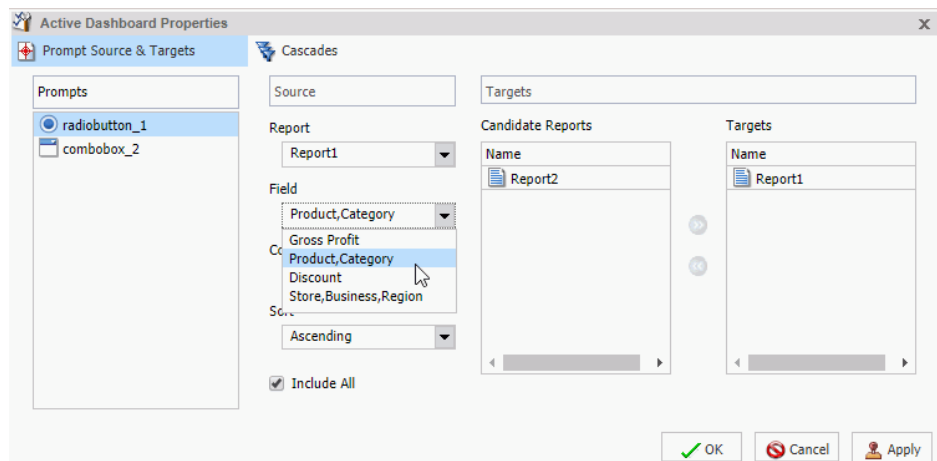 Active Dashboard Properties
x
Prompt Source & Targets
Cascades
Prompts
radiobutton_1
combobox_2
Source
Report
Report1
Field
Product,Category
Gross Profit
Product,Category
Discount
Store,Business,Region
Ascending
Include All
Targets
Candidate Reports
Name
Report2
Targets
Name
Report1
OK
Cancel
Apply